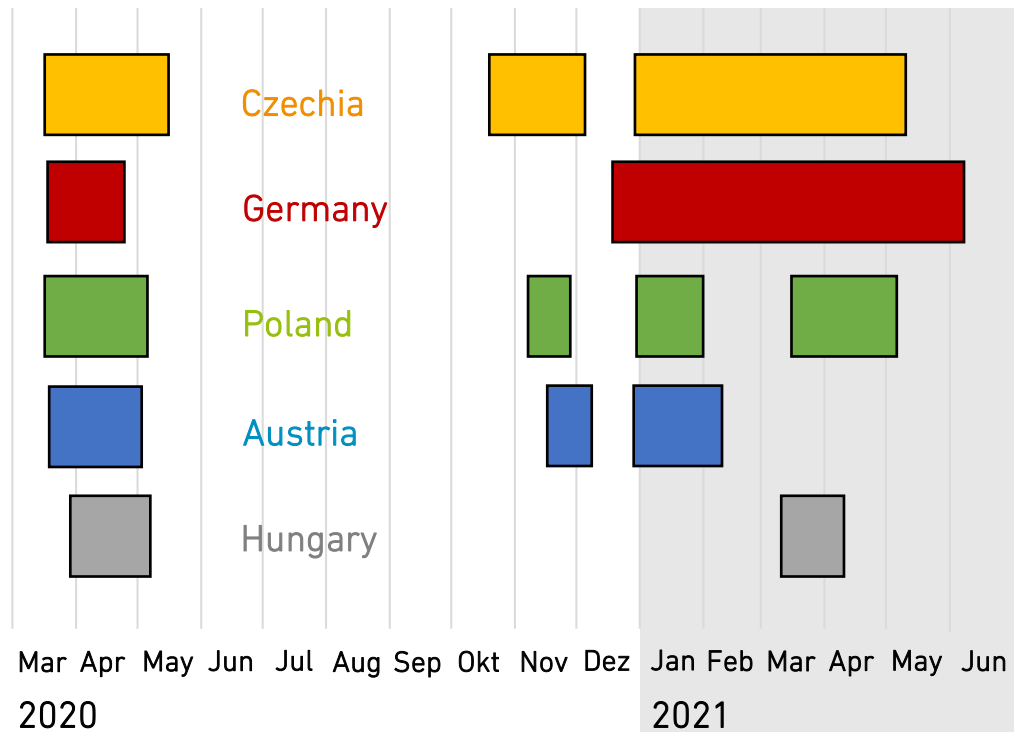 Czechia
Germany
Poland
Austria
Hungary
Mar Apr May Jun Jul Aug Sep Okt Nov Dez Jan Feb Mar Apr May Jun
2020 2021